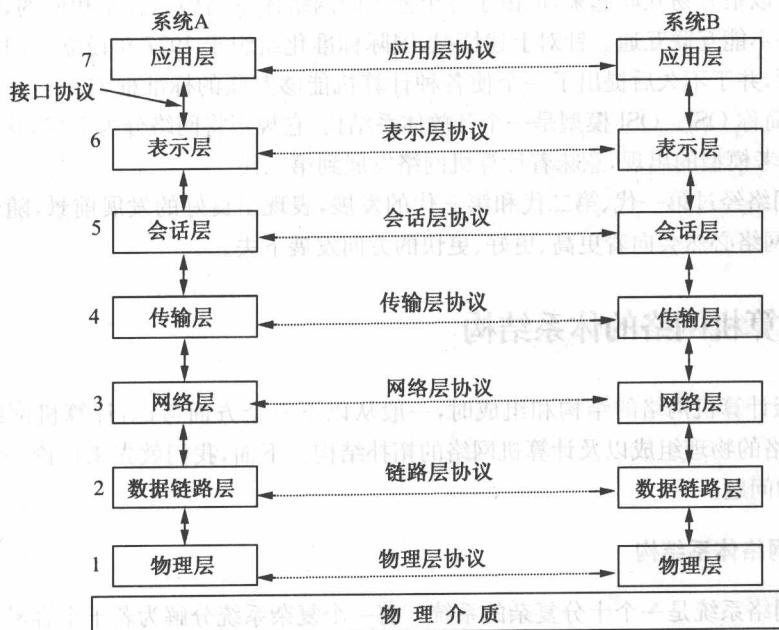 系统A 系统B
7 应用层 应用层协议 应用层
接口协议
6 表示层 表示层协议 表示层
5 会话层 会话层协议 会话层
4 传输层 传输层协议 传输层
3 网络层 网络层协议 网络层
2 数据链路层 链路层协议 数据链路层
1 物理层 物理层协议 物理层
物理介质